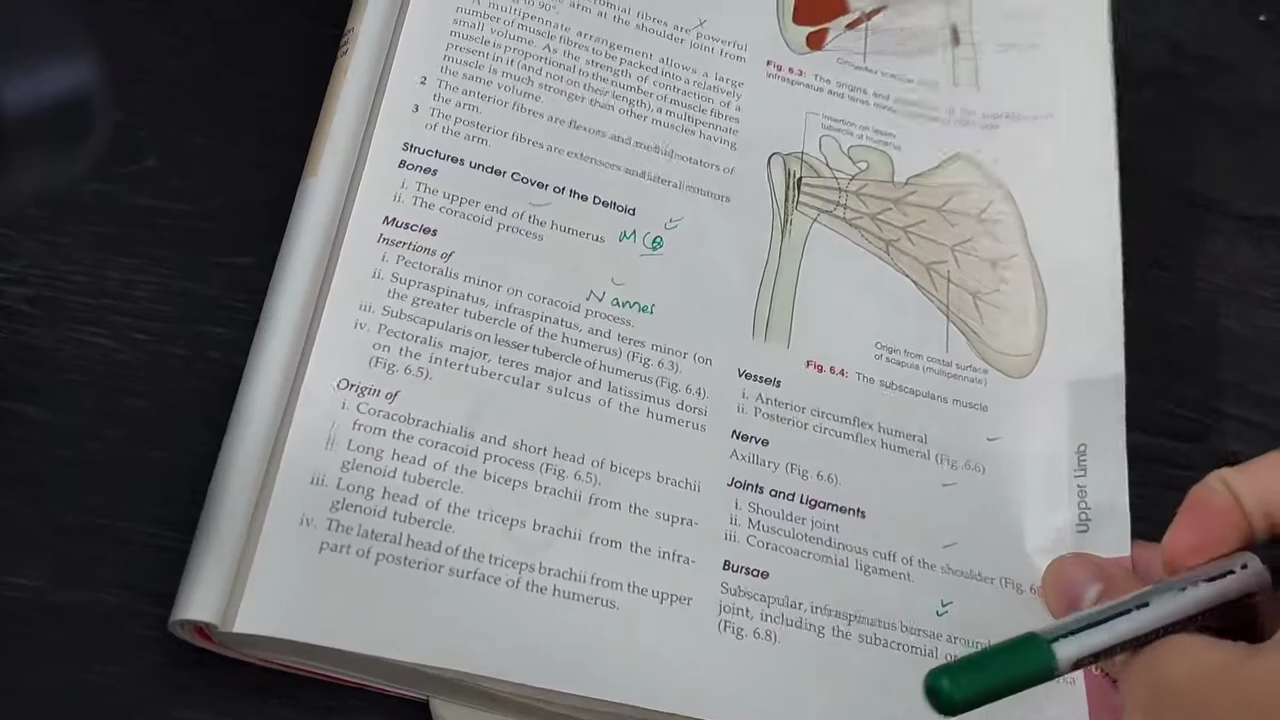 fibres are powerful
arm at the shoulder joint from
to 90°.
A multipennate arrangement allows a large
number of muscle fibres to be packed into a relatively
small volume. As the strength of contraction of a
muscle is proportional to the number of muscle fibres
present in it (and not on their length), a multipennate
muscle is much stronger than other muscles having
the same volume.
2 The anterior fibres are flexors and medial rotators of
the arm.
3 The posterior fibres are extensors and lateral rotators
of the arm.
Structures under Cover of the Deltoid
Bones
i. The upper end of the humerus
ii. The coracoid process
MCQ
Muscles
Insertions of
Names
i. Pectoralis minor on coracoid process.
ii. Supraspinatus, infraspinatus, and teres minor (on
the greater tubercle of the humerus) (Fig. 6.3).
iii. Subscapularis on lesser tubercle of humerus (Fig. 6.4).
iv. Pectoralis major, teres major and latissimus dorsi
on the intertubercular sulcus of the humerus
(Fig. 6.5).
Origin of
i. Coracobrachialis and short head of biceps brachii
from the coracoid process (Fig. 6.5).
ii. Long head of the biceps brachii from the supra-
glenoid tubercle.
iii. Long head of the triceps brachii from the infra-
glenoid tubercle.
iv. The lateral head of the triceps brachii from the upper
part of posterior surface of the humerus.
Fig. 6.3: The origins and
infraspinatus and teres minor
Insertion on lesser
tubercle of humerus
Origin from costal surface
of scapula (multipennate)
Fig. 6.4: The subscapularis muscle
Vessels
i. Anterior circumflex humeral
ii. Posterior circumflex humeral (Fig. 6.6)
Nerve
Axillary (Fig. 6.6).
Joints and Ligaments
i. Shoulder joint
ii. Musculotendinous cuff of the shoulder (Fig. 6
iii. Coracoacromial ligament.
Bursae
Subscapular, infraspinatus bursae around
joint, including the subacromial
(Fig. 6.8).
Upper Limb